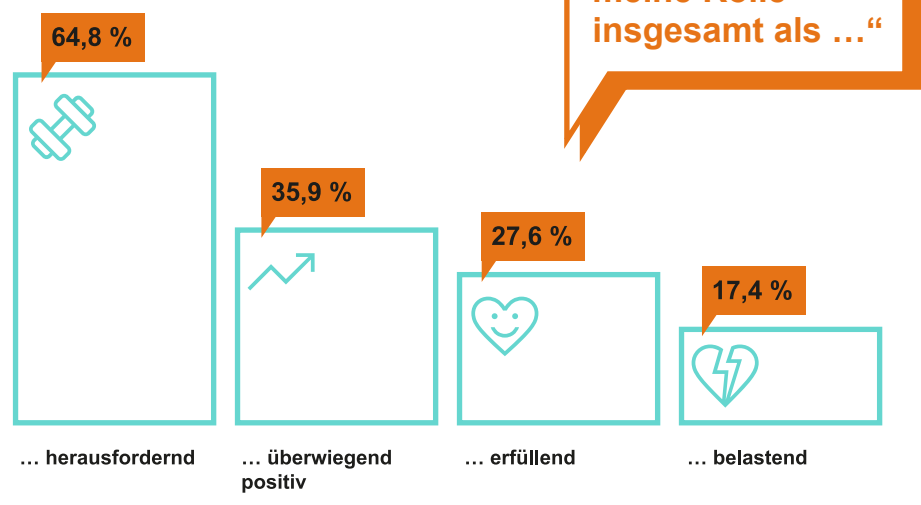 insgesamt als …“
64,8 %
35,9 %
27,6 %
17,4 %
… herausfordernd
… überwiegend
positiv
… erfüllend
… belastend